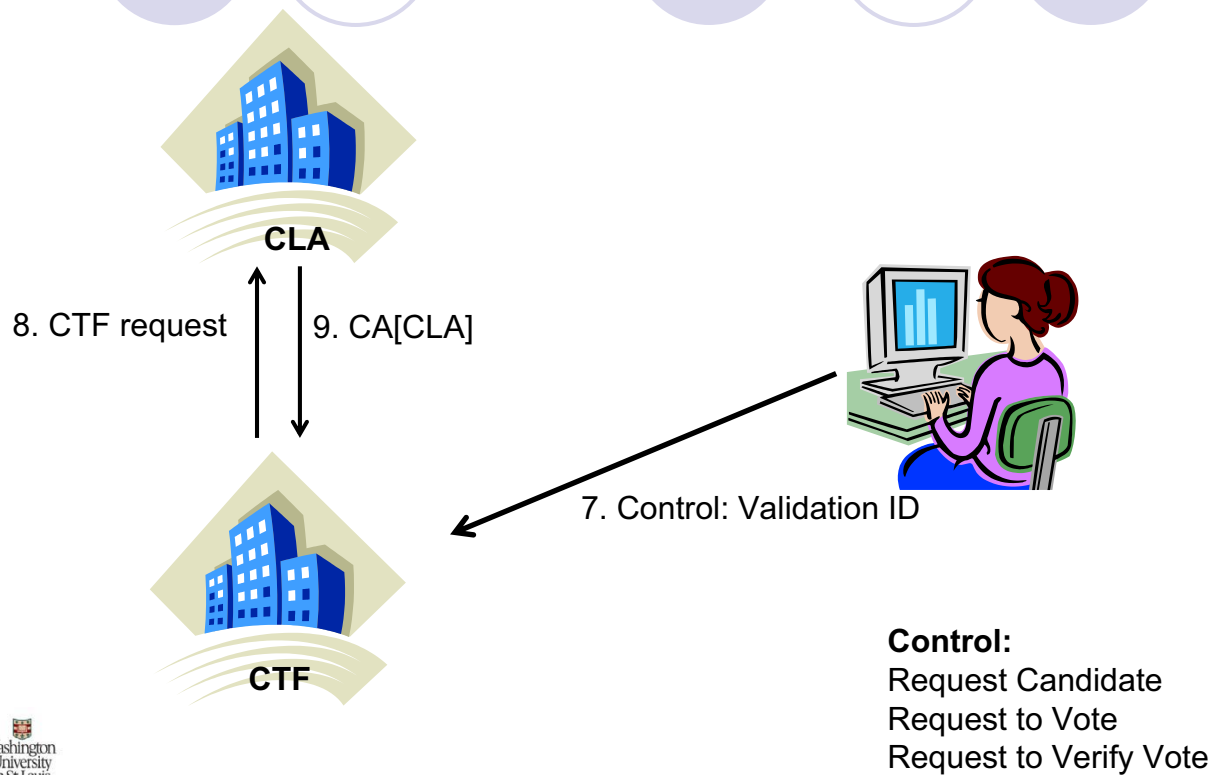 CLA
8. CTF request
9. CA[CLA]
7. Control: Validation ID
CTF
Control:
Request Candidate
Request to Vote
Request to Verify Vote
University